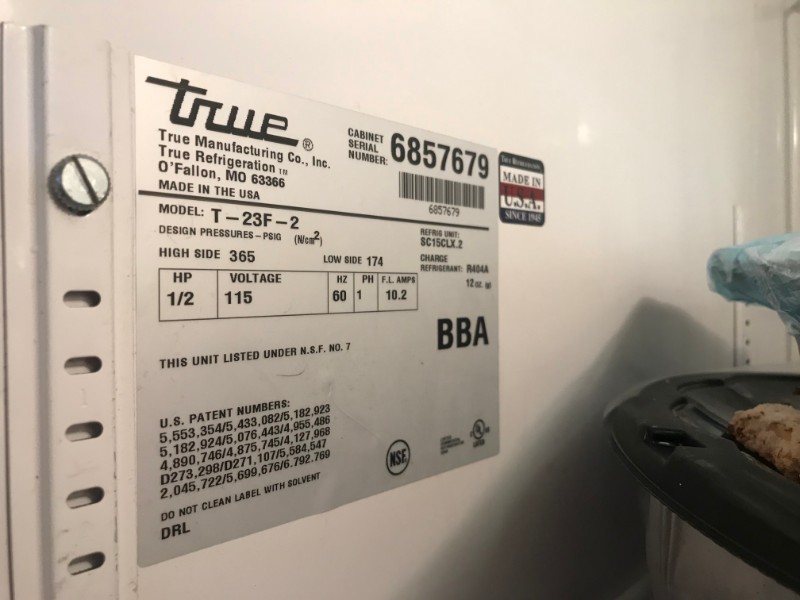 true®
True Manufacturing Co., Inc.
True Refrigeration TM
O'Fallon, MO 63366
MADE IN THE USA
CABINET
SERIAL
NUMBER: 6857679
6857679
TRUE REFRIGERATION
MADE IN
U.S.A.
SINCE 1945
MODEL: T-23F-2
DESIGN PRESSURES-PSIG (N/cm²)
HIGH SIDE 365 LOW SIDE 174
REFRIG UNIT:
SC15CLX.2
CHARGE
REFRIGERANT: R404A
12 oz.
HP VOLTAGE HZ PH F.L. AMPS
1/2 115 60 1 10.2
BBA
THIS UNIT LISTED UNDER N.S.F. NO. 7
U.S. PATENT NUMBERS:
5,553,354/5,433,082/5,182,923
5,182,924/5,076,443/4,955,486
4,890,746/4,875,745/4,127,968
D273,298/D271,107/5,584,547
2,045,722/5,699,676/6.792.769
NSF
UL
DO NOT CLEAN LABEL WITH SOLVENT
DRL